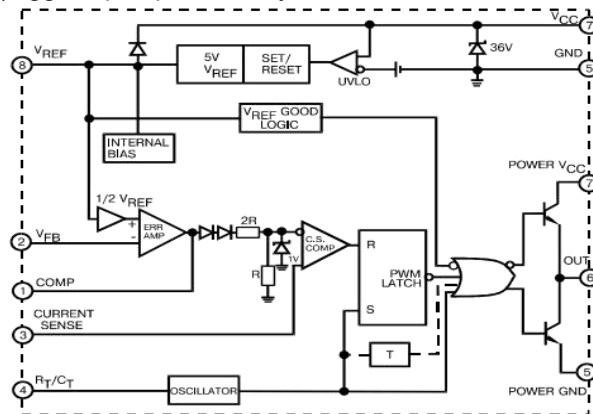 VCC
7
VREF
8
5V
VREF
SET/
RESET
UVLO
36V
GND
5
VREF GOOD
LOGIC
INTERNAL
BIAS
POWER VCC
7
1/2 VREF
+
-
ERR
AMP
2R
2
VFB
R
1V
C.S.
COMP
R
PWM
LATCH
S
OUT
6
1
COMP
CURRENT
SENSE
3
T
4
RT/CT
OSCILLATOR
5
POWER GND